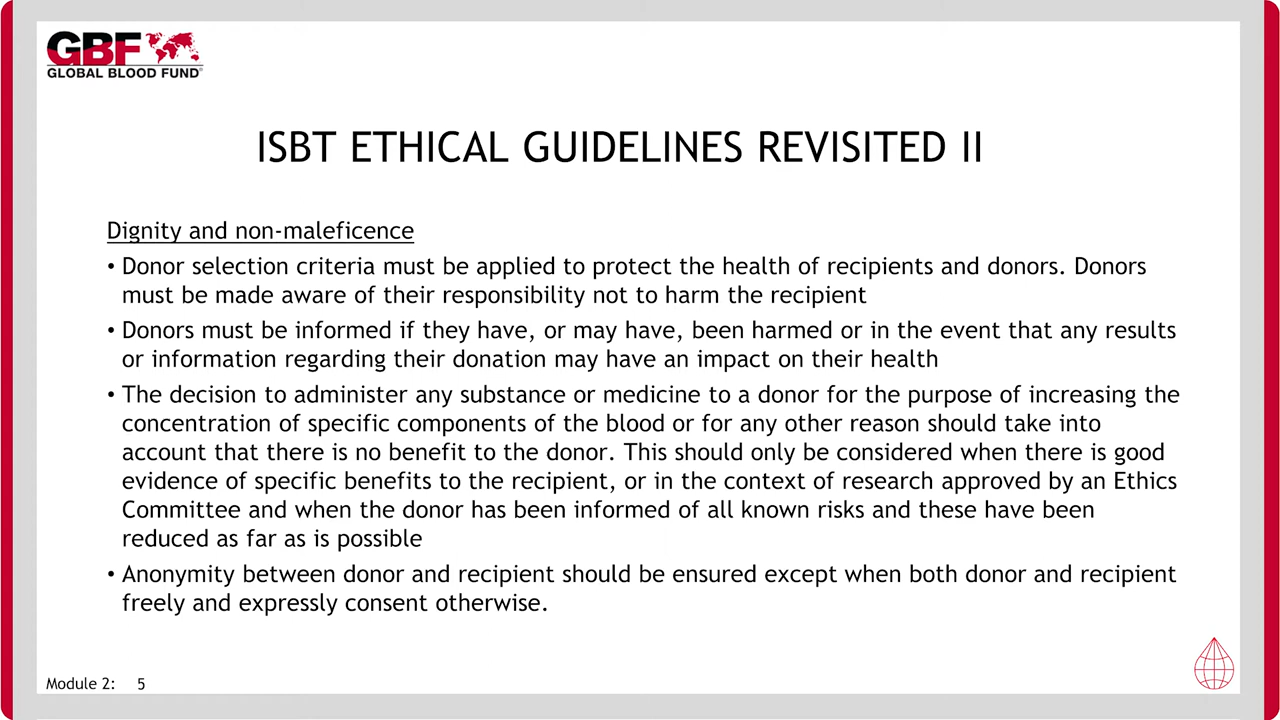 GBF
GLOBAL BLOOD FUND®
ISBT ETHICAL GUIDELINES REVISITED II
Dignity and non-maleficence
• Donor selection criteria must be applied to protect the health of recipients and donors. Donors
must be made aware of their responsibility not to harm the recipient
• Donors must be informed if they have, or may have, been harmed or in the event that any results
or information regarding their donation may have an impact on their health
• The decision to administer any substance or medicine to a donor for the purpose of increasing the
concentration of specific components of the blood or for any other reason should take into
account that there is no benefit to the donor. This should only be considered when there is good
evidence of specific benefits to the recipient, or in the context of research approved by an Ethics
Committee and when the donor has been informed of all known risks and these have been
reduced as far as is possible
• Anonymity between donor and recipient should be ensured except when both donor and recipient
freely and expressly consent otherwise.
Module 2: 5